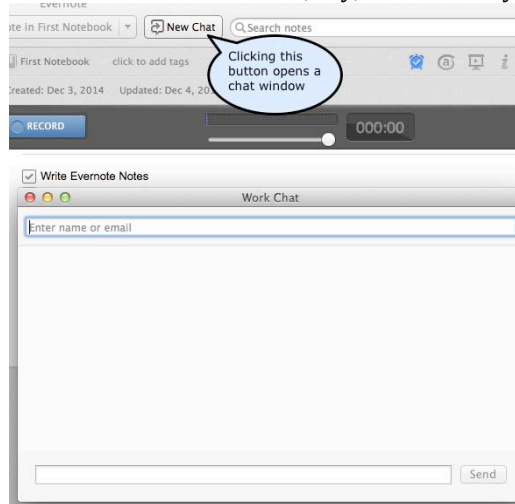 Evernote
ote in First Notebook New Chat Search notes
Clicking this
button opens a
chat window
First Notebook click to add tags
Created: Dec 3, 2014 Updated: Dec 4, 20
RECORD 000:00
Write Evernote Notes
Work Chat
Enter name or email
Send